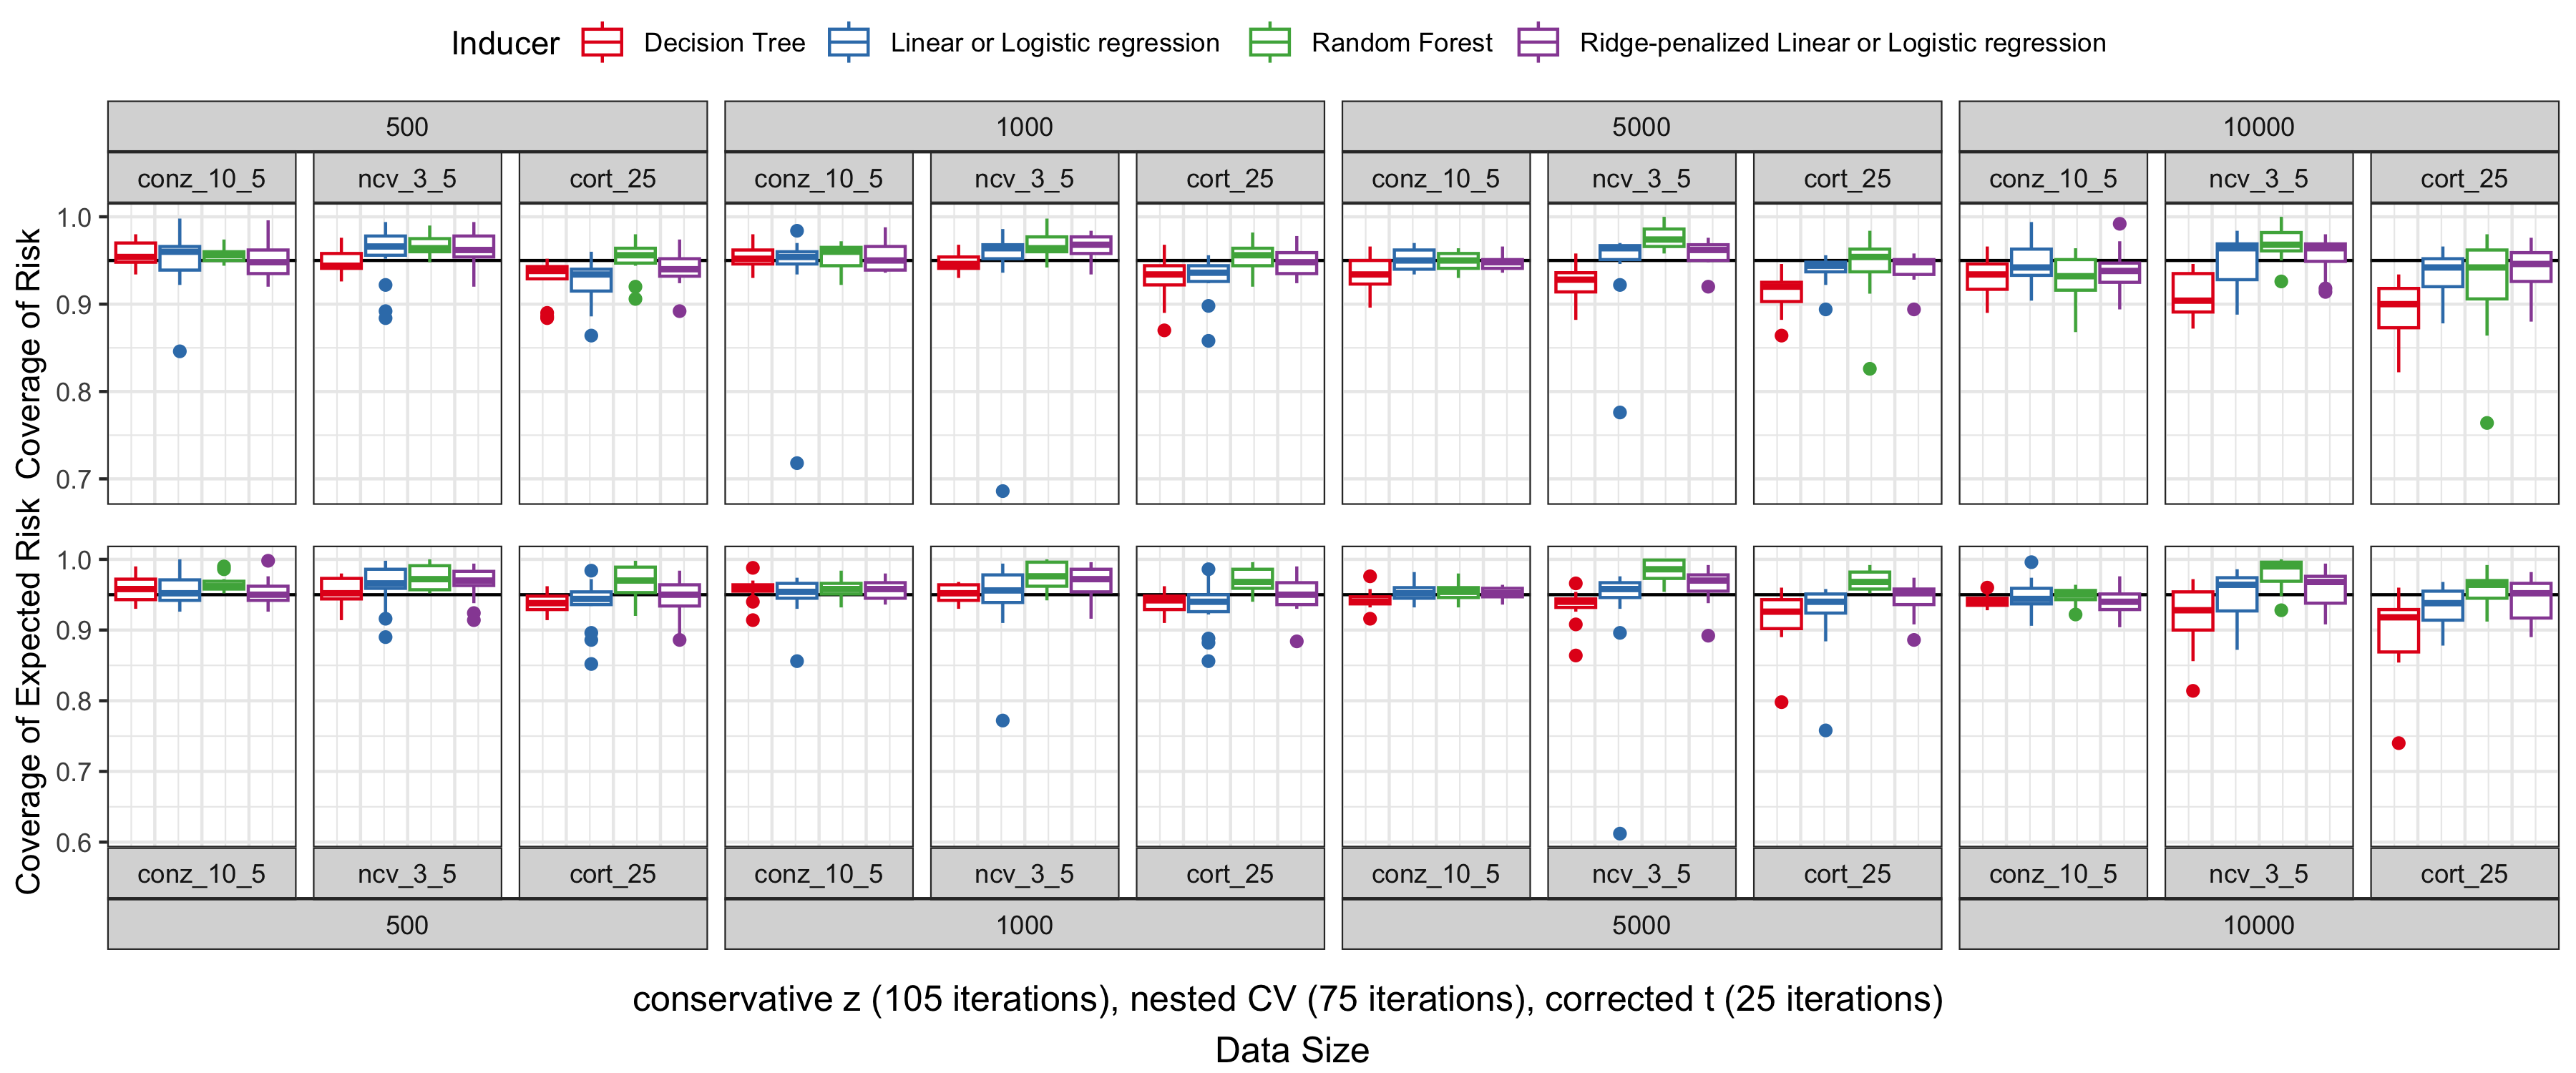 Inducer Decision Tree Linear or Logistic regression Random Forest Ridge-penalized Linear or Logistic regression
500 1000 5000 10000
conz_10_5 ncv_3_5 cort_25 conz_10_5 ncv_3_5 cort_25 conz_10_5 ncv_3_5 cort_25 conz_10_5 ncv_3_5 cort_25
Coverage of Risk
1.0
0.9
0.8
0.7
Coverage of Expected Risk
1.0
0.9
0.8
0.7
0.6
conz_10_5 ncv_3_5 cort_25 conz_10_5 ncv_3_5 cort_25 conz_10_5 ncv_3_5 cort_25 conz_10_5 ncv_3_5 cort_25
500 1000 5000 10000
conservative z (105 iterations), nested CV (75 iterations), corrected t (25 iterations)
Data Size